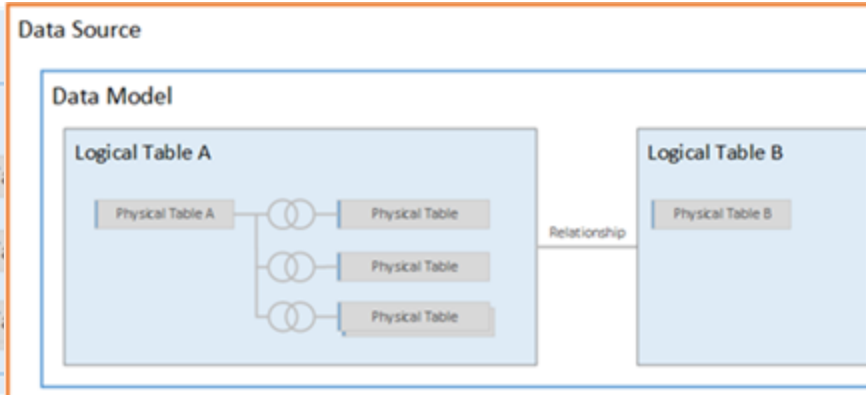 Data Source
Data Model
Logical Table A
Logical Table B
Physical Table A
Physical Table
Physical Table B
Relationship
Physical Table
Physical Table